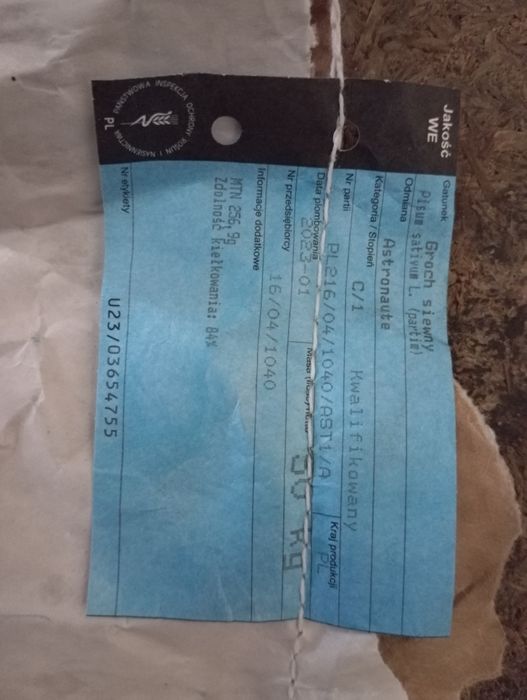 Jakość
WE
PAŃSTWOWA INSPEKCJA OCHRONY ROŚLIN I NASIENNICTWA
PL
Gatunek
Groch siewny
Pisum sativum L. (partim)
Odmiana
Astronaute
Kategoria / Stopień
C/1 Kwalifikowany
Nr partii Kraj produkcji
PL216/04/1040/AST1/A PL
Data plombowania
2023-01 kg
Nr przedsiębiorcy
16/04/1040
Informacje dodatkowe
MTN 256,9g
Zdolność kiełkowania: 84%
Nr etykiety
U23/03654755